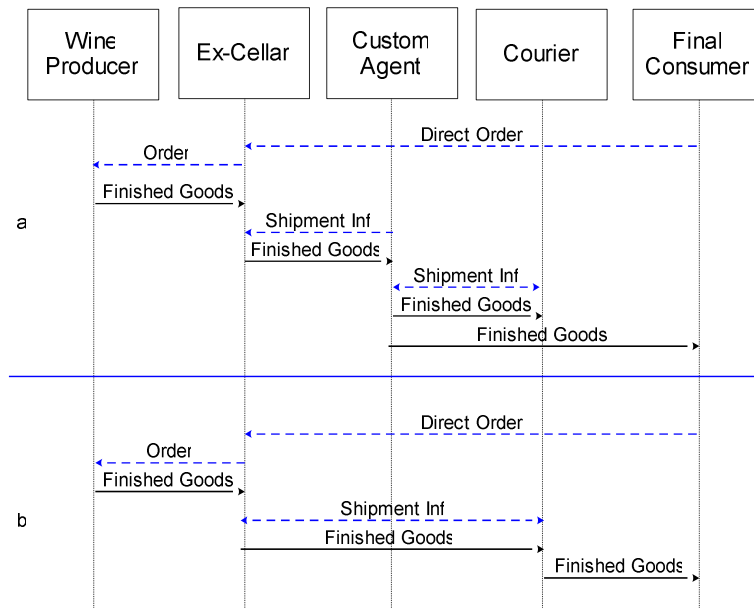 Wine
Producer
Ex-Cellar
Custom
Agent
Courier
Final
Consumer
Direct Order
Order
Finished Goods
a
Shipment Inf
Finished Goods
Shipment Inf
Finished Goods
Finished Goods
Direct Order
Order
Finished Goods
b
Shipment Inf
Finished Goods
Finished Goods